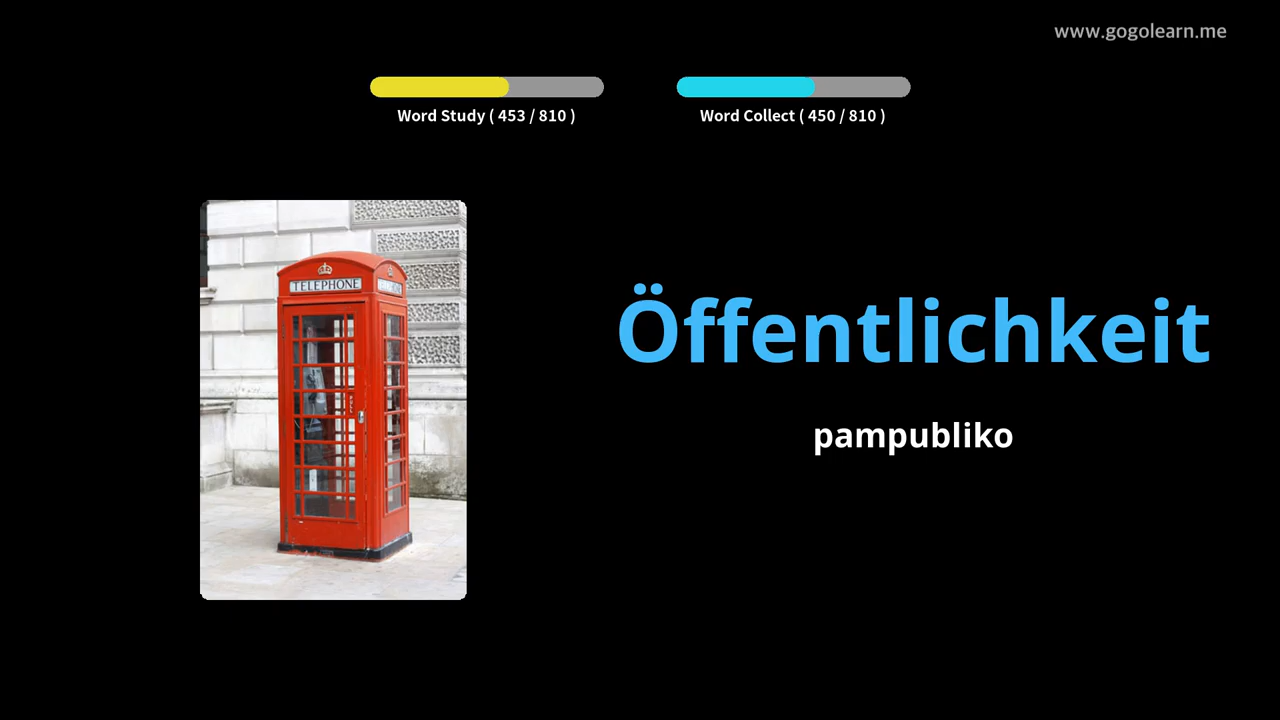 www.gogolearn.me
Word Study ( 453 / 810 )
Word Collect ( 450 / 810 )
TELEPHONE
Öffentlichkeit
pampubliko